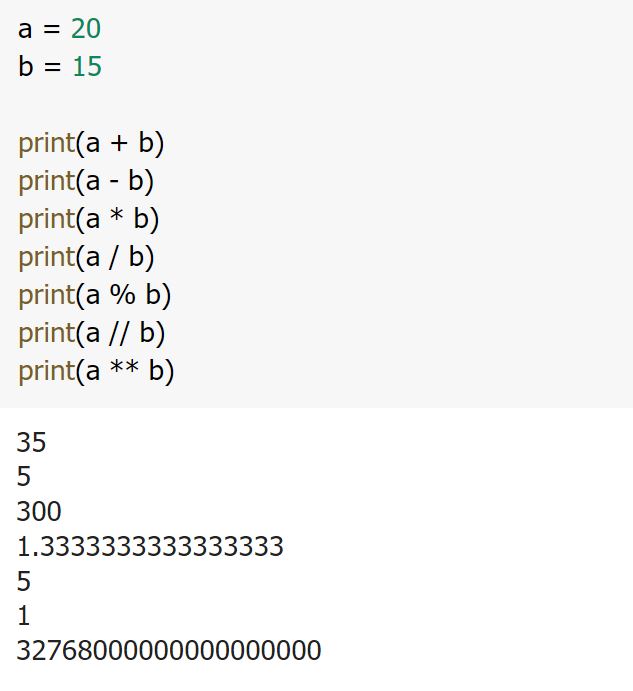 a = 20
b = 15
print(a + b)
print(a - b)
print(a * b)
print(a / b)
print(a % b)
print(a // b)
print(a ** b)
35
5
300
1.3333333333333333
5
1
32768000000000000000